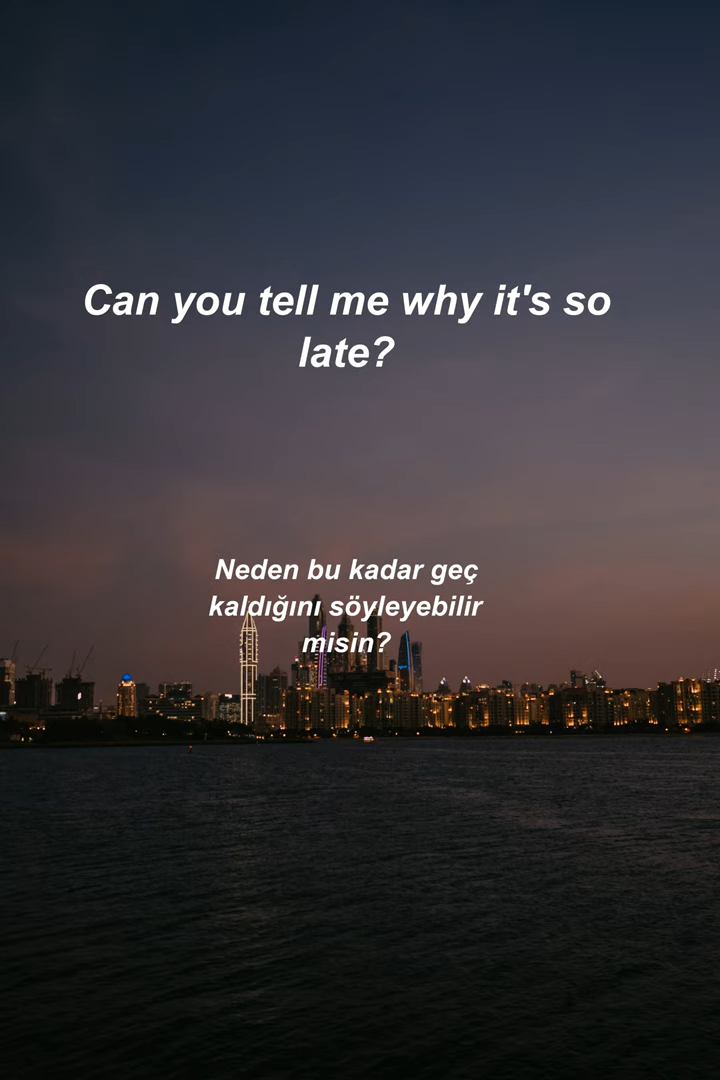 Can you tell me why it's so
late?
Neden bu kadar geç
kaldığını söyleyebilir
misin?